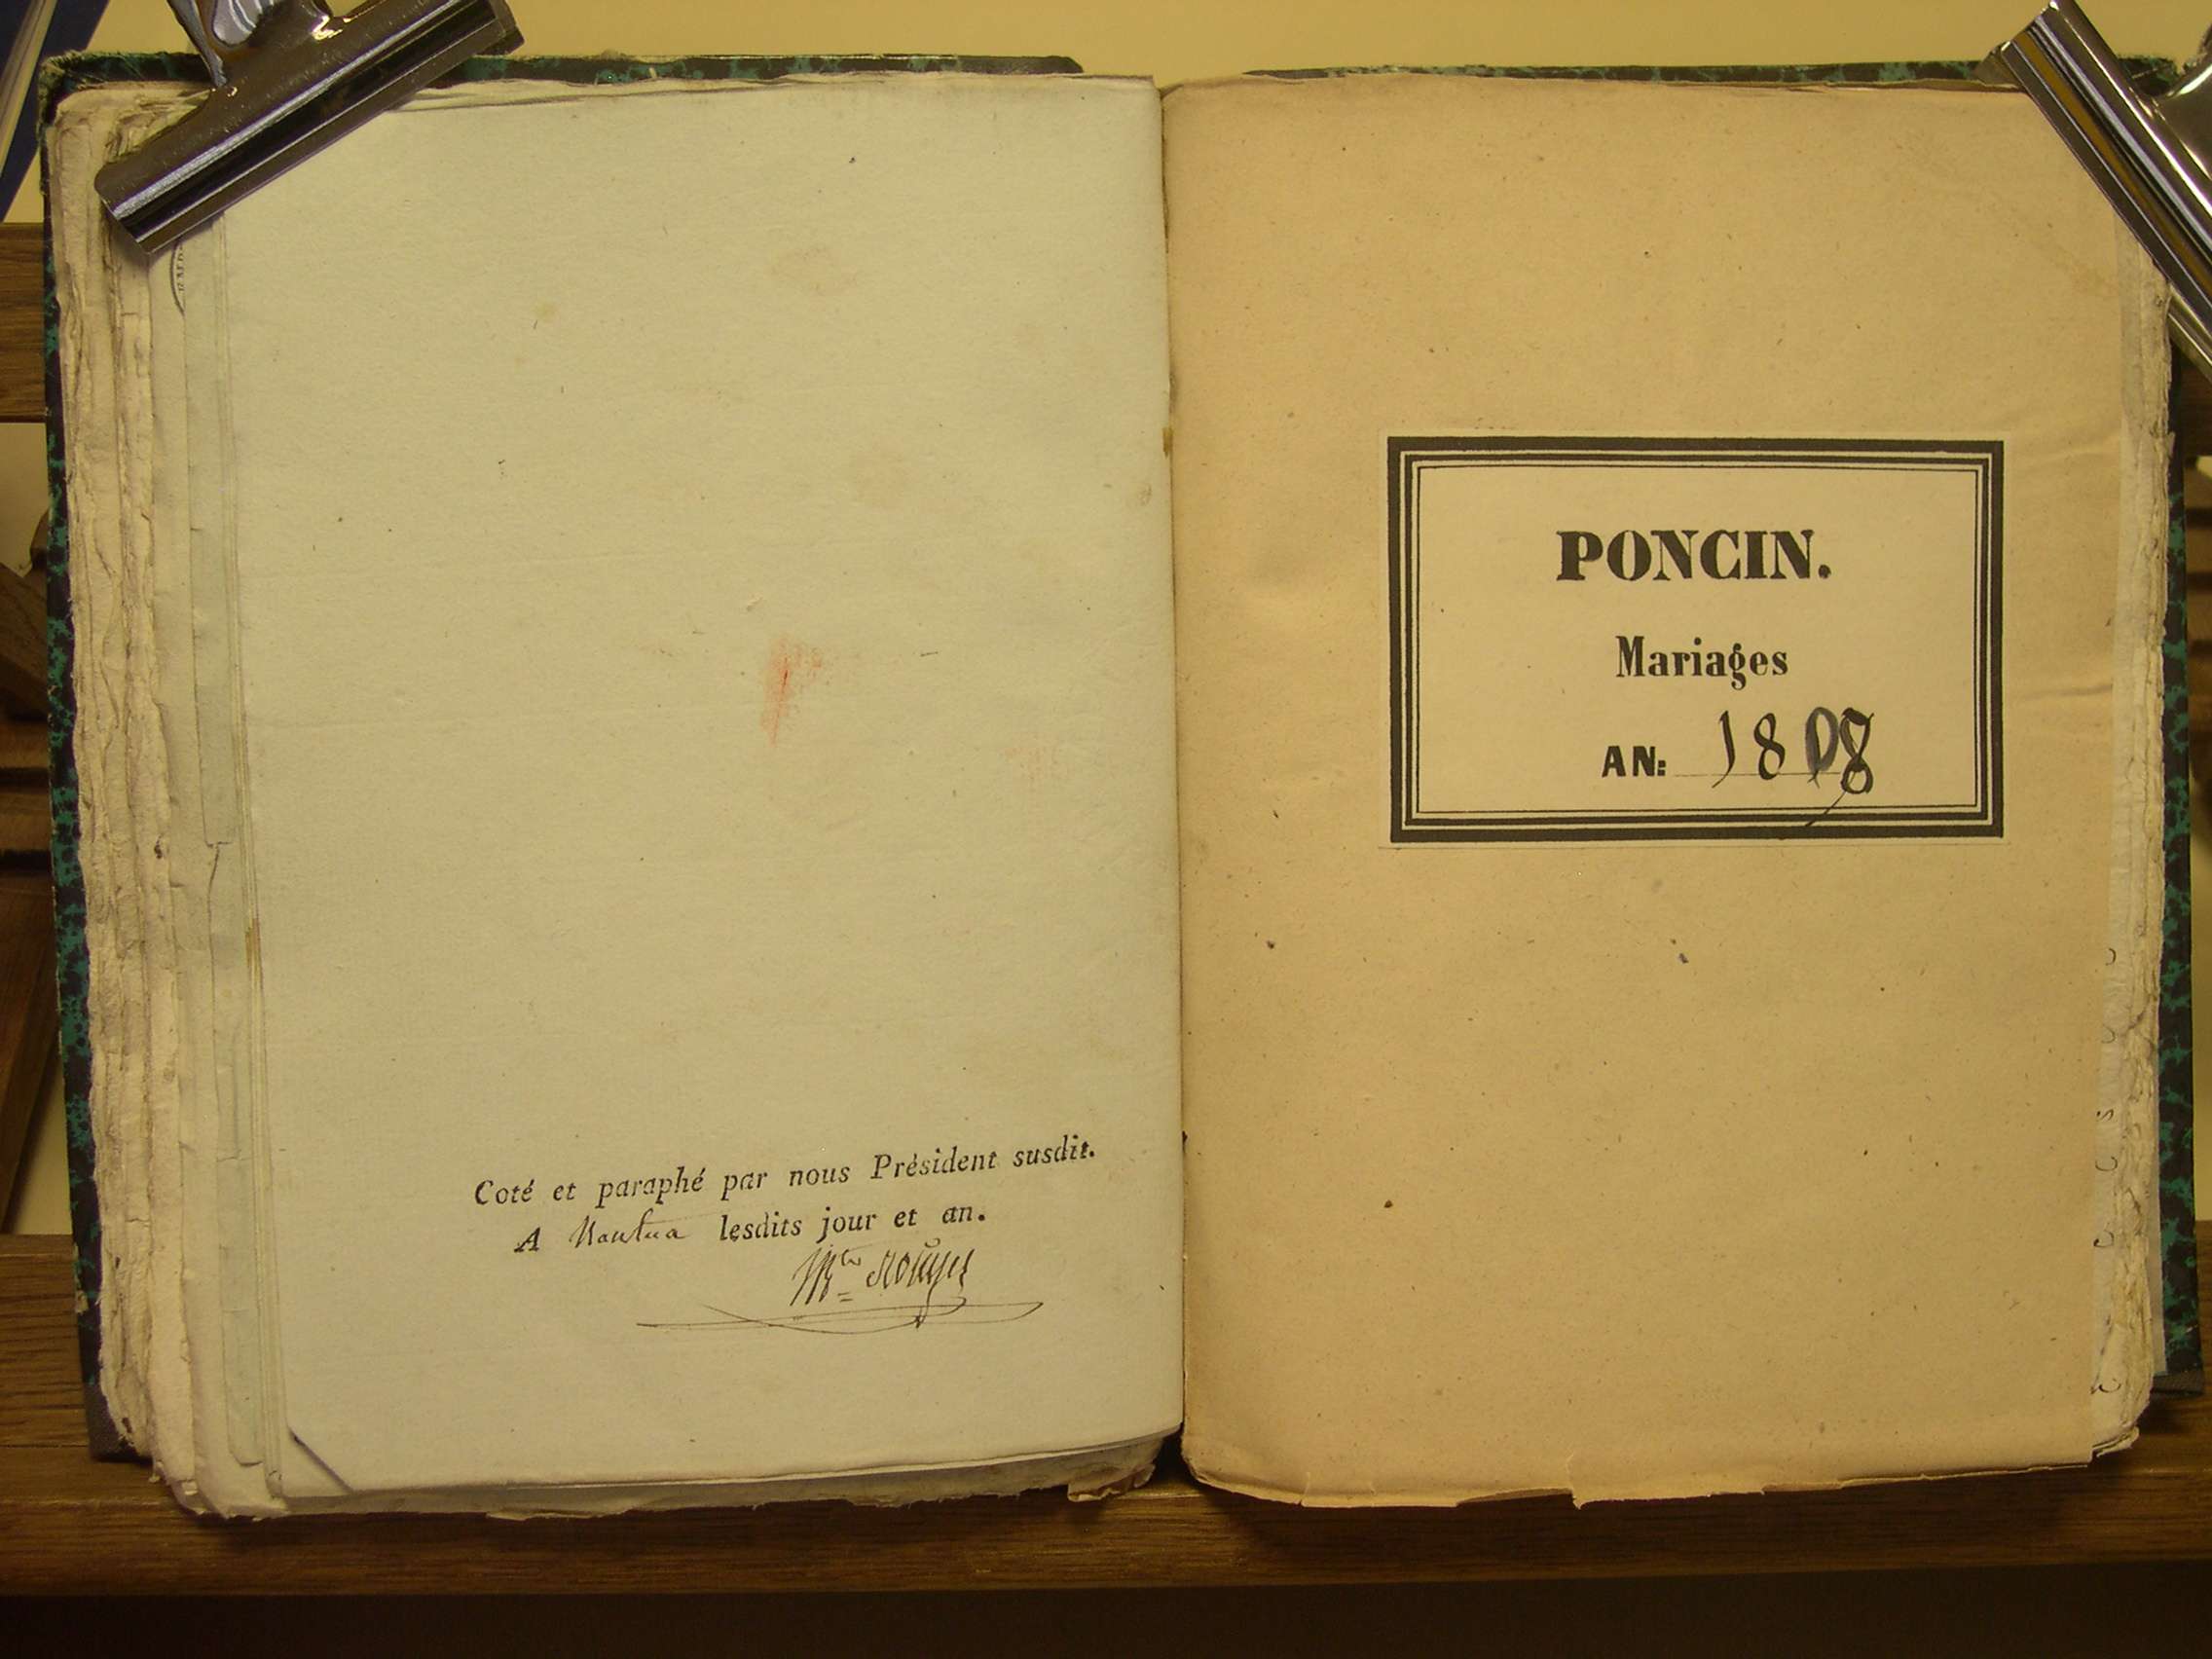 Coté et paraphé par nous Président susdit.
A Nantua lesdits jour et an.
PONCIN.
Mariages
AN: 1808